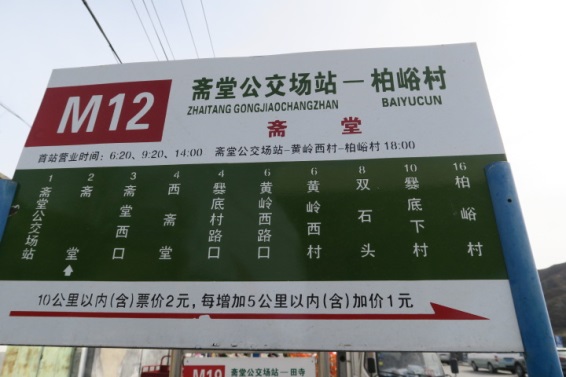 M12
斋堂公交场站－柏峪村
ZHAITANG GONGJIAOCHANGZHAN BAIYUCUN
斋堂
首站营业时间：6:20、9:20、14:00 斋堂公交场站-黄岭西村-柏峪村 18:00
1 斋堂公交场站
2 斋堂
3 斋堂西口
4 西斋堂
4 爨底村路口
6 黄岭西路口
6 黄岭西村
8 双石头
10 爨底下村
16 柏峪村
10公里以内(含)票价2元，每增加5公里以内(含)加价1元
M10 斋堂公交场站－田寺